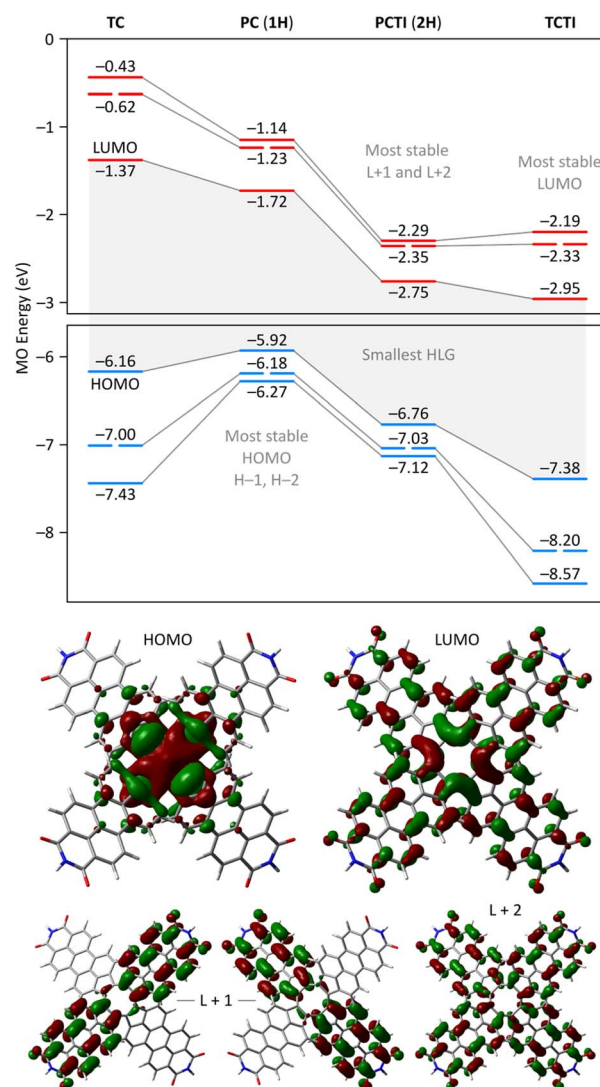 TC PC (1H) PCTI (2H) TCTI
MO Energy (eV)
0
−1
−2
−3
−6
−7
−8
−0.43
−0.62
LUMO
−1.37
−1.14
−1.23
−1.72
Most stable
L+1 and L+2
−2.29
−2.35
−2.75
Most stable
LUMO
−2.19
−2.33
−2.95
−6.16
HOMO
−7.00
−7.43
−5.92
−6.18
−6.27
Most stable
HOMO
H−1, H−2
Smallest HLG
−6.76
−7.03
−7.12
−7.38
−8.20
−8.57
HOMO LUMO
L + 1
L + 2